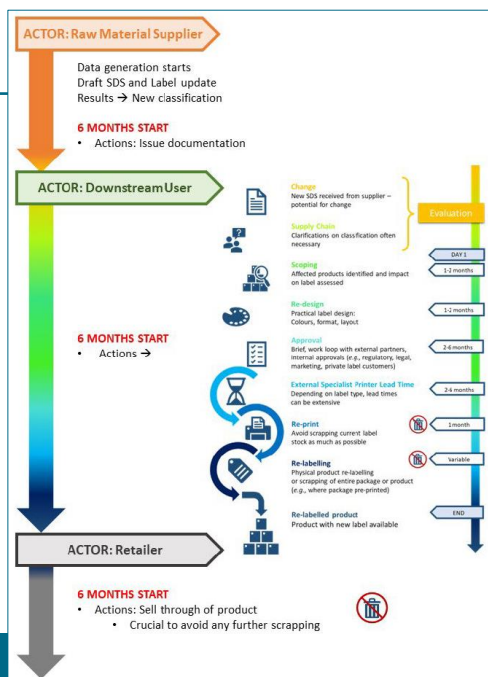 ACTOR: Raw Material Supplier
Data generation starts
Draft SDS and Label update
Results → New classification
6 MONTHS START
• Actions: Issue documentation
ACTOR: Downstream User
6 MONTHS START
• Actions →
Change
New SDS received from supplier –
potential for change
Supply Chain
Clarifications on classification often
necessary
Evaluation
DAY 1
Scoping
Affected products identified and impact
on label assessed
1-2 months
Re-design
Practical label design:
Colours, format, layout
1-2 months
Approval
Brief, work loop with external partners,
Internal approvals (e.g., regulatory, legal,
marketing, private label customers)
2-6 months
External Specialist Printer Lead Time
Depending on label type, lead times
can be extensive
2-6 months
Re-print
Avoid scrapping current label
stock as much as possible
1 month
Re-labelling
Physical product re-labelling
or scrapping of entire package or product
(e.g., where package pre-printed)
Variable
Re-labelled product
Product with new label available
END
ACTOR: Retailer
6 MONTHS START
• Actions: Sell through of product
• Crucial to avoid any further scrapping